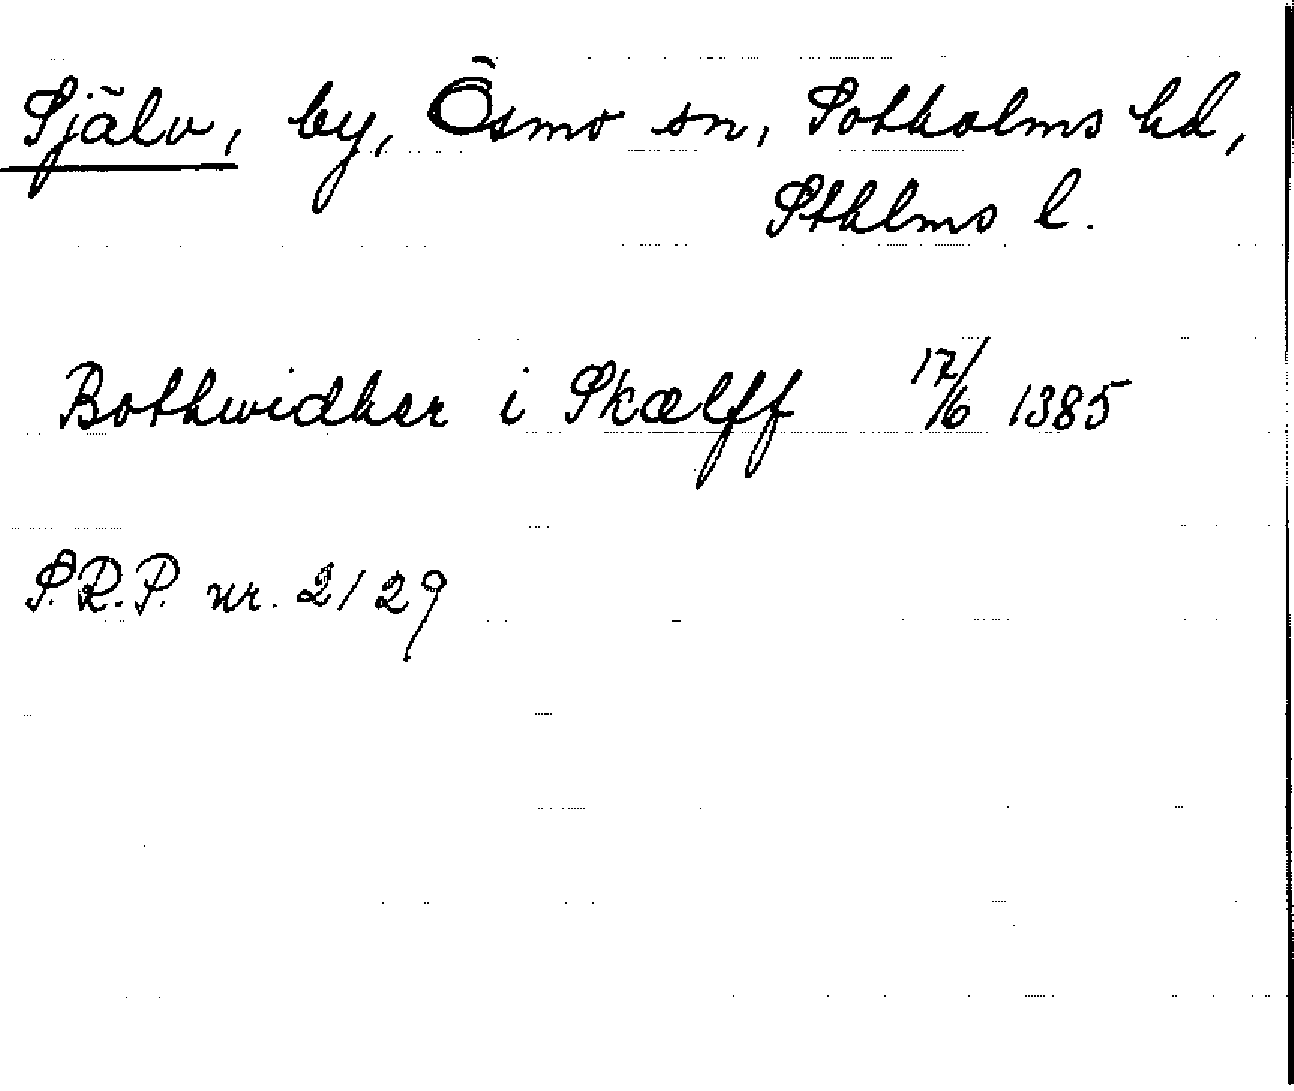 Själv, by, Ösmo sn, Sotholms hd,
Sthlms l.
Bothwidher i Skælff 17/6 1385
S.R.P. nr. 2129